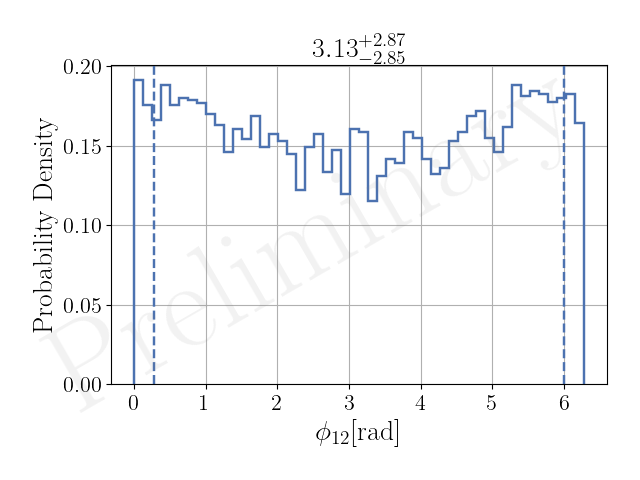 3.13^{+2.87}_{-2.85}
0.20
0.15
0.10
0.05
0.00
Probability Density
0 1 2 3 4 5 6
ϕ₁₂[rad]
Preliminary